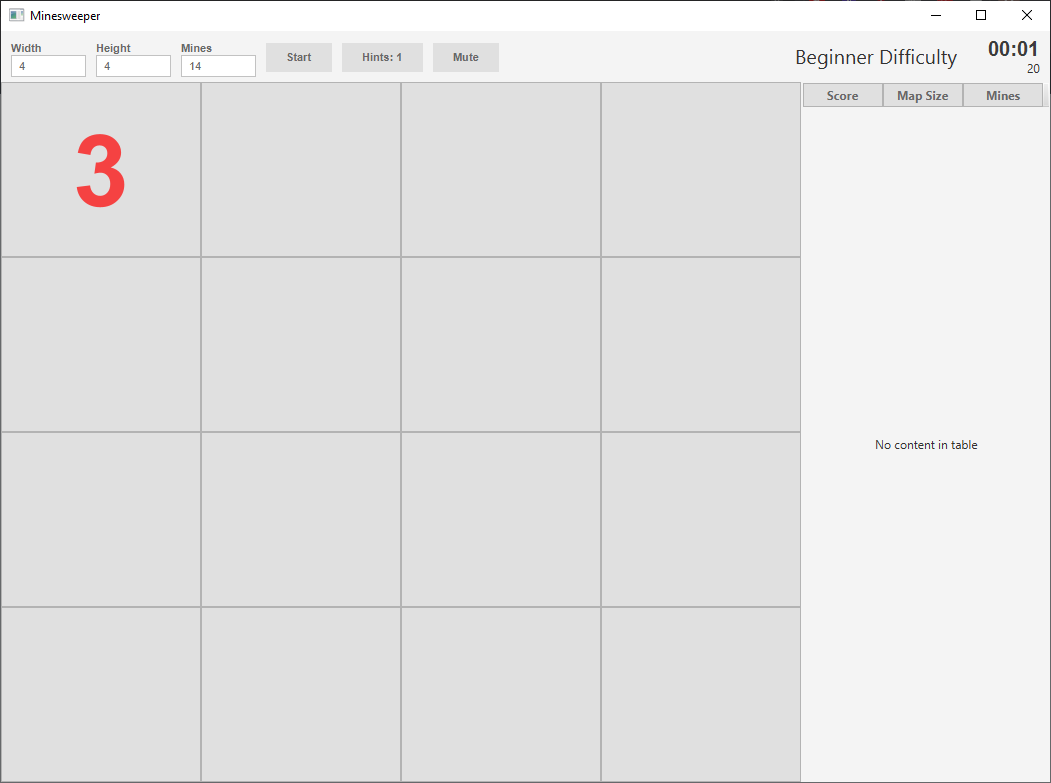 Minesweeper
Width Height Mines
4 4 14
Start Hints: 1 Mute
Beginner Difficulty
00:01
20
Score Map Size Mines
3
No content in table